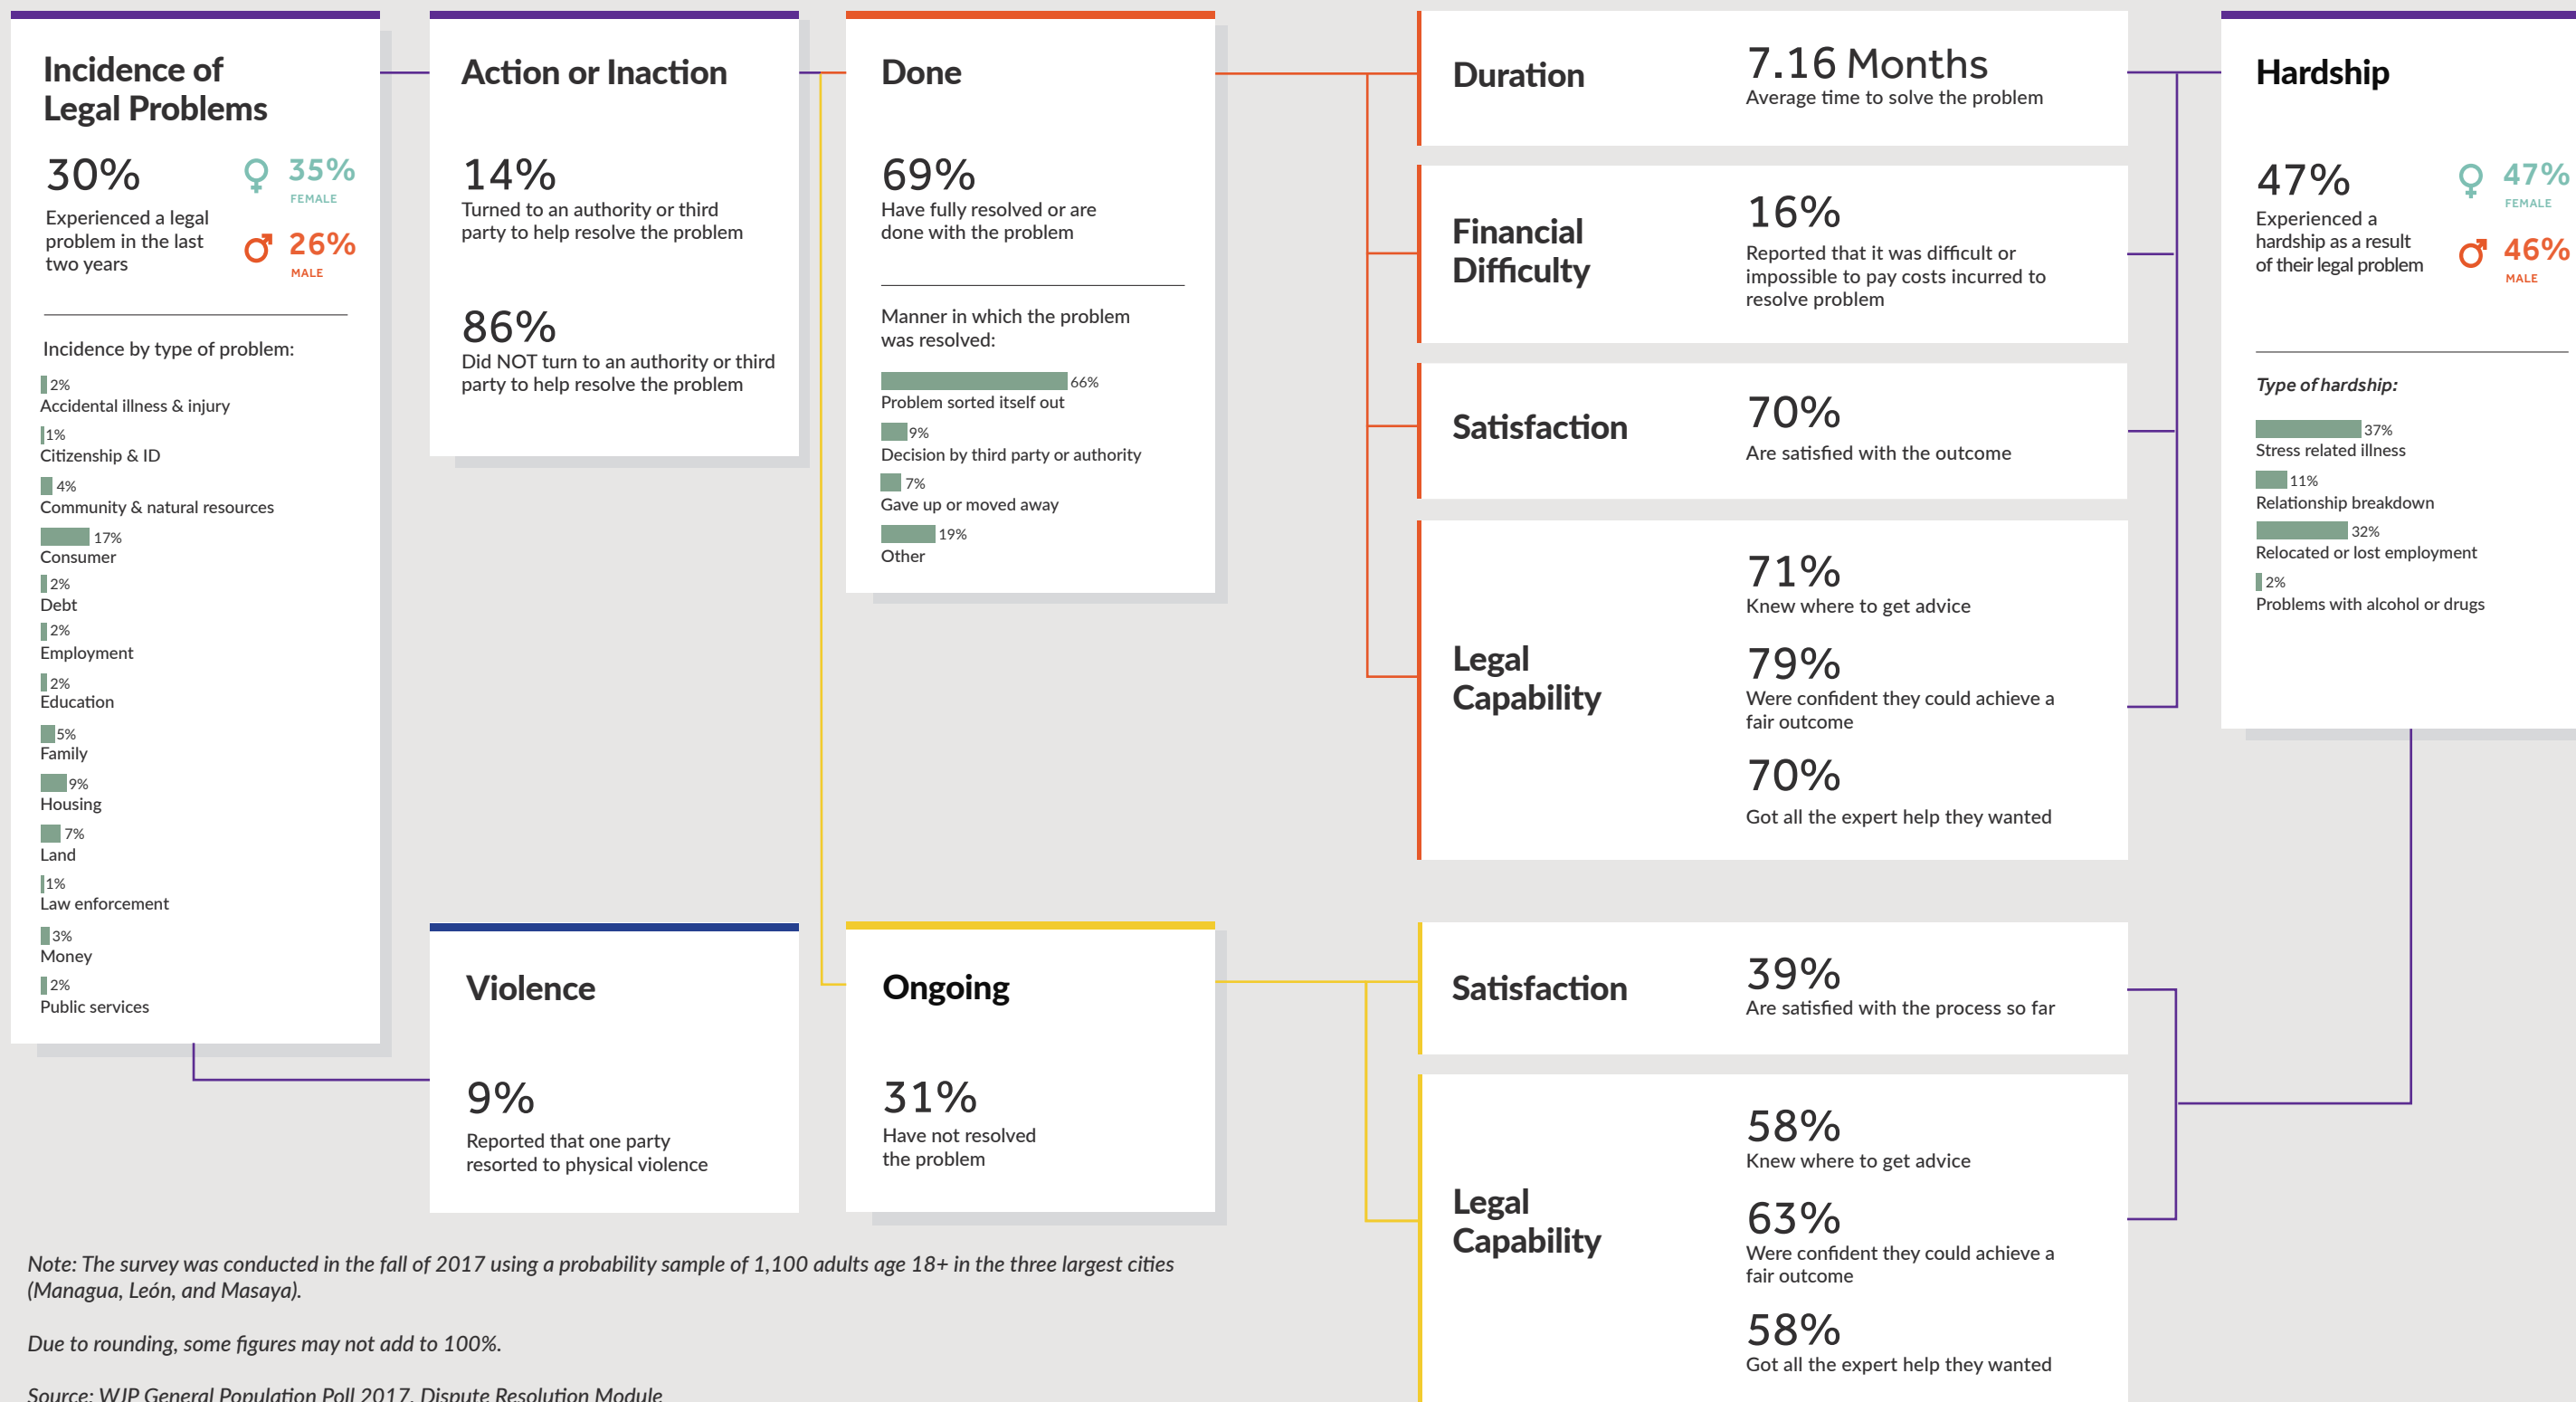 Incidence of
Legal Problems
30%
Experienced a legal
problem in the last
two years
35%
FEMALE
26%
MALE
Incidence by type of problem:
2%
Accidental illness & injury
1%
Citizenship & ID
4%
Community & natural resources
17%
Consumer
2%
Debt
2%
Employment
2%
Education
5%
Family
9%
Housing
7%
Land
1%
Law enforcement
3%
Money
2%
Public services
Action or Inaction
14%
Turned to an authority or third
party to help resolve the problem
86%
Did NOT turn to an authority or third
party to help resolve the problem
Violence
9%
Reported that one party
resorted to physical violence
Done
69%
Have fully resolved or are
done with the problem
Manner in which the problem
was resolved:
66%
Problem sorted itself out
9%
Decision by third party or authority
7%
Gave up or moved away
19%
Other
Ongoing
31%
Have not resolved
the problem
Duration
7.16 Months
Average time to solve the problem
Financial
Difficulty
16%
Reported that it was difficult or
impossible to pay costs incurred to
resolve problem
Satisfaction
70%
Are satisfied with the outcome
Legal
Capability
71%
Knew where to get advice
79%
Were confident they could achieve a
fair outcome
70%
Got all the expert help they wanted
Satisfaction
39%
Are satisfied with the process so far
Legal
Capability
58%
Knew where to get advice
63%
Were confident they could achieve a
fair outcome
58%
Got all the expert help they wanted
Hardship
47%
Experienced a
hardship as a result
of their legal problem
47%
FEMALE
46%
MALE
Type of hardship:
37%
Stress related illness
11%
Relationship breakdown
32%
Relocated or lost employment
2%
Problems with alcohol or drugs
Note: The survey was conducted in the fall of 2017 using a probability sample of 1,100 adults age 18+ in the three largest cities
(Managua, León, and Masaya).
Due to rounding, some figures may not add to 100%.
Source: WJP General Population Poll 2017, Dispute Resolution Module